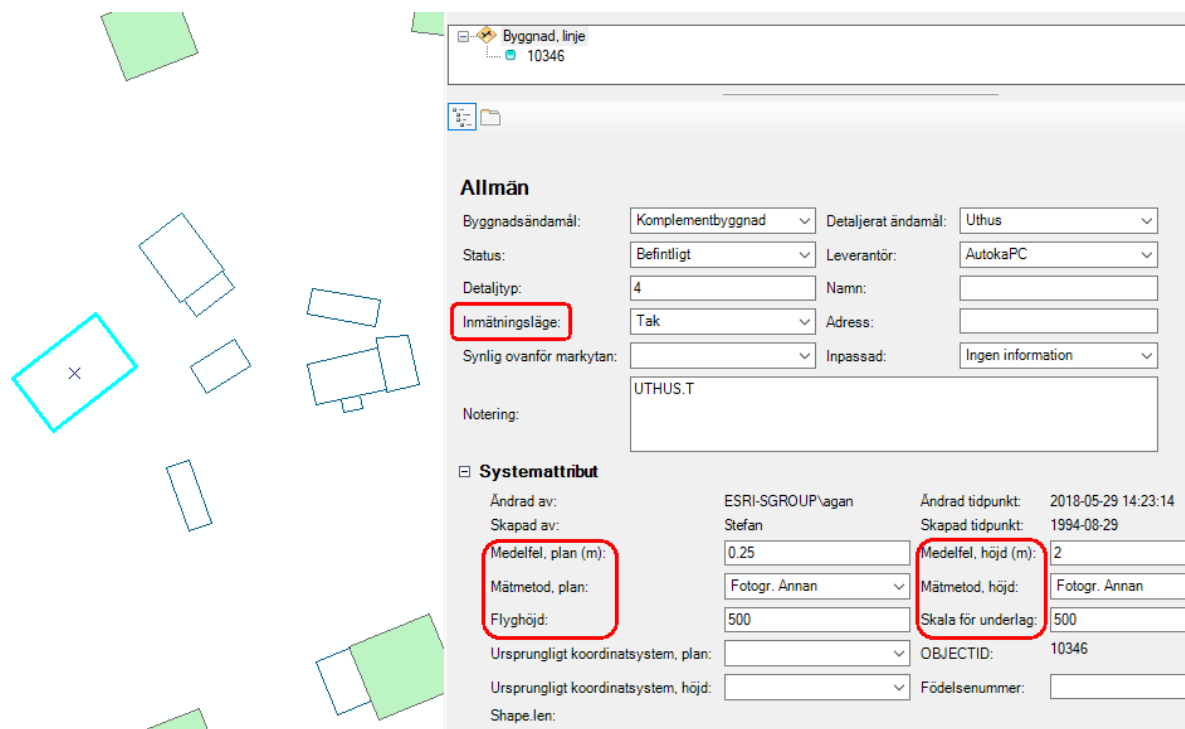 Byggnad, linje
10346
Allmän
Byggnadsändamål: Komplementbyggnad Detaljerat ändamål: Uthus
Status: Befintligt Leverantör: AutokaPC
Detaljtyp: 4 Namn:
Inmätningsläge: Tak Adress:
Synlig ovanför markytan: Inpassad: Ingen information
Notering: UTHUS.T
Systemattribut
Ändrad av: ESRI-SGROUP\agan Ändrad tidpunkt: 2018-05-29 14:23:14
Skapad av: Stefan Skapad tidpunkt: 1994-08-29
Medelfel, plan (m): 0.25 Medelfel, höjd (m): 2
Mätmetod, plan: Fotogr. Annan Mätmetod, höjd: Fotogr. Annan
Flyghöjd: 500 Skala för underlag: 500
Ursprungligt koordinatsystem, plan: OBJECTID: 10346
Ursprungligt koordinatsystem, höjd: Födelsenummer:
Shape.len: